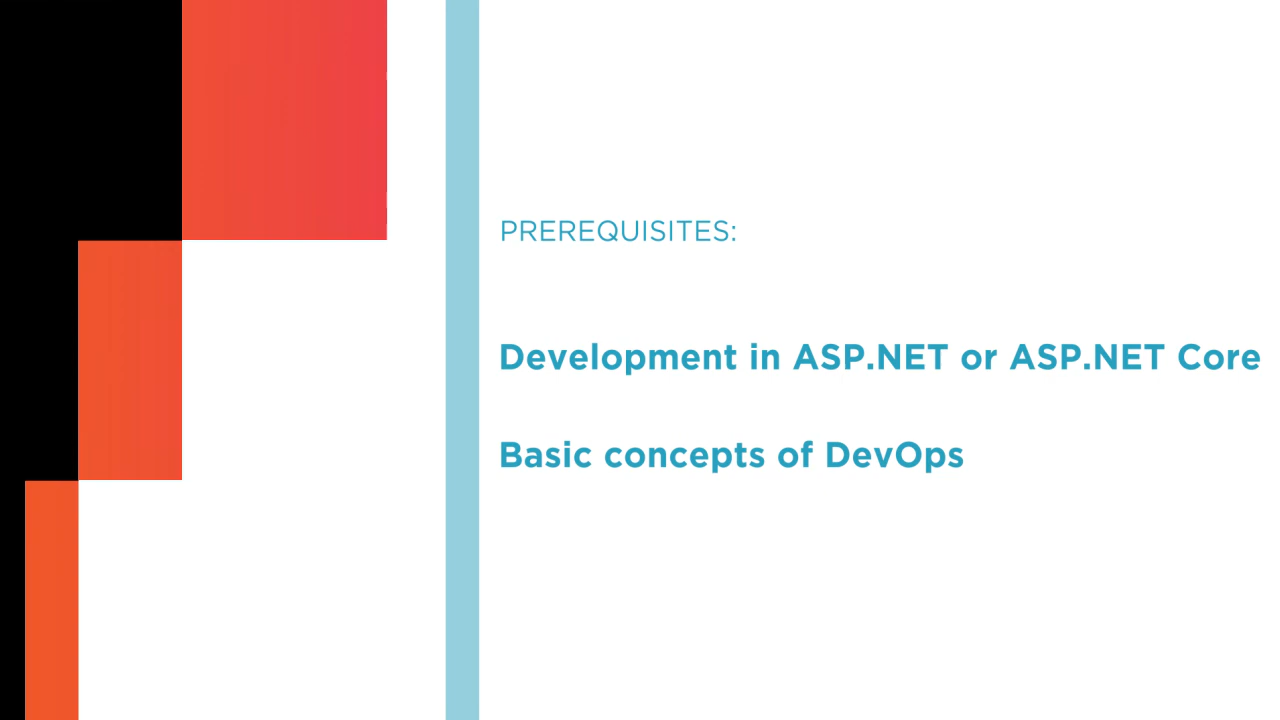 PREREQUISITES:
Development in ASP.NET or ASP.NET Core
Basic concepts of DevOps